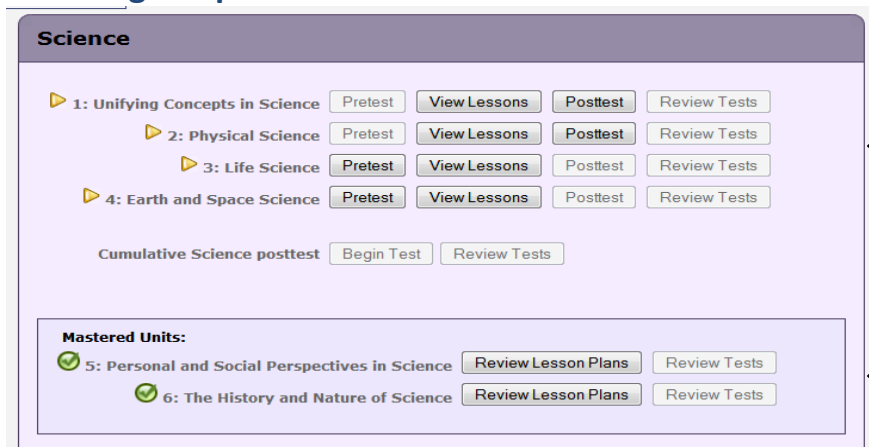 Science
1: Unifying Concepts in Science Pretest View Lessons Posttest Review Tests
2: Physical Science Pretest View Lessons Posttest Review Tests
3: Life Science Pretest View Lessons Posttest Review Tests
4: Earth and Space Science Pretest View Lessons Posttest Review Tests
Cumulative Science posttest Begin Test Review Tests
Mastered Units:
5: Personal and Social Perspectives in Science Review Lesson Plans Review Tests
6: The History and Nature of Science Review Lesson Plans Review Tests